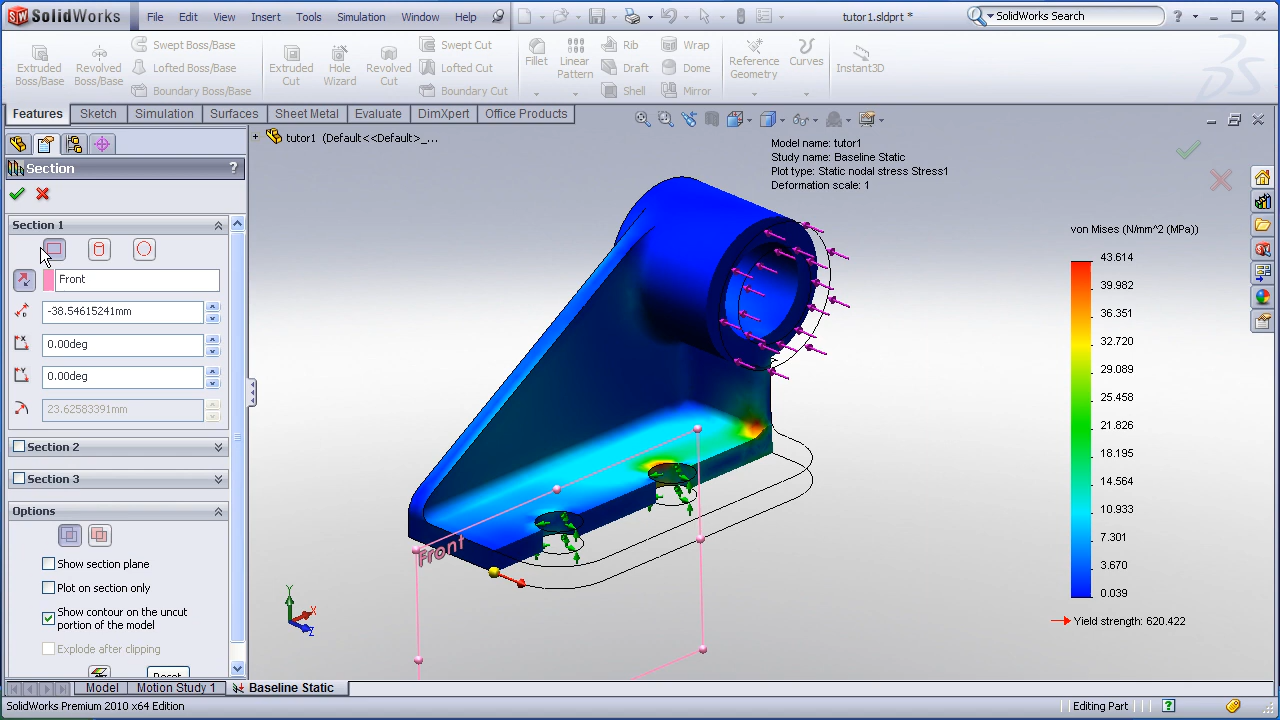 SolidWorks
File Edit View Insert Tools Simulation Window Help
tutor1.sldprt *
SolidWorks Search
?
Extruded Boss/Base
Revolved Boss/Base
Swept Boss/Base
Lofted Boss/Base
Boundary Boss/Base
Extruded Cut
Hole Wizard
Revolved Cut
Swept Cut
Lofted Cut
Boundary Cut
Fillet
Linear Pattern
Rib
Draft
Shell
Wrap
Dome
Mirror
Reference Geometry
Curves
Instant3D
Features Sketch Simulation Surfaces Sheet Metal Evaluate DimXpert Office Products
tutor1 (Default<<Default>_...
Section ?
Section 1
Front
-38.54615241mm
0.00deg
0.00deg
23.62583391mm
Section 2
Section 3
Options
Show section plane
Plot on section only
Show contour on the uncut
portion of the model
Explode after clipping
Reset
Model name: tutor1
Study name: Baseline Static
Plot type: Static nodal stress Stress1
Deformation scale: 1
Front
Y
X
Z
von Mises (N/mm^2 (MPa))
43.614
39.982
36.351
32.720
29.089
25.458
21.826
18.195
14.564
10.933
7.301
3.670
0.039
Yield strength: 620.422
Model Motion Study 1 Baseline Static
SolidWorks Premium 2010 x64 Edition
Editing Part
?